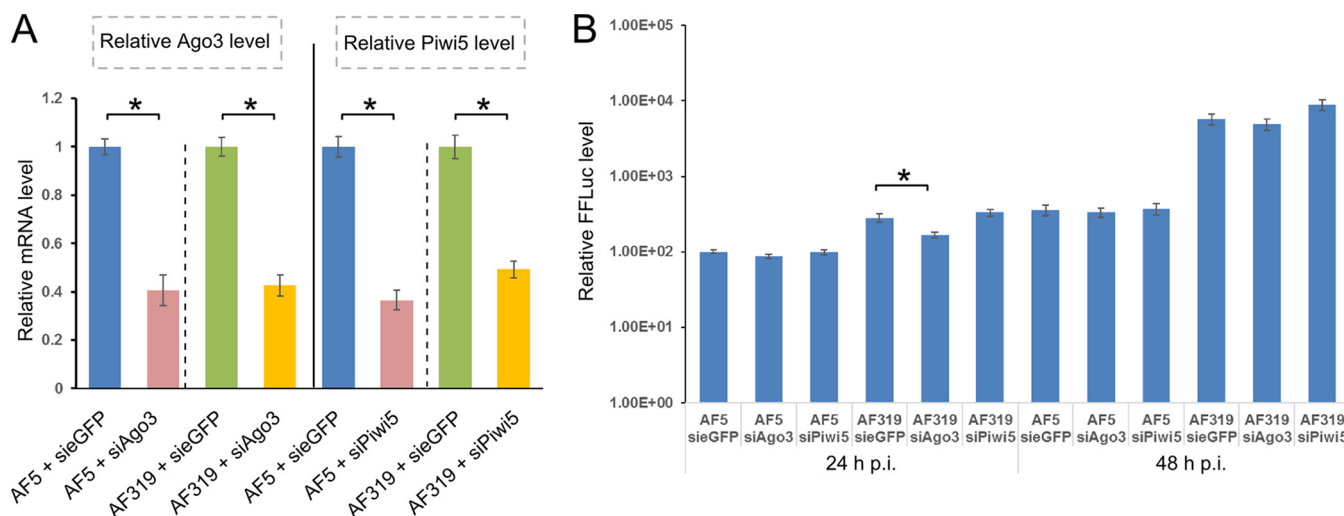 A
Relative Ago3 level
Relative Piwi5 level
Relative mRNA level
1.2
1
0.8
0.6
0.4
0.2
0
*
*
*
*
AF5 + sieGFP
AF5 + siAgo3
AF319 + sieGFP
AF319 + siAgo3
AF5 + sieGFP
AF5 + siPiwi5
AF319 + sieGFP
AF319 + siPiwi5
B
Relative FFLuc level
1.00E+05
1.00E+04
1.00E+03
1.00E+02
1.00E+01
1.00E+00
*
AF5 AF5 AF5 AF319 AF319 AF319 AF5 AF5 AF5 AF319 AF319 AF319
sieGFP siAgo3 siPiwi5 sieGFP siAgo3 siPiwi5 sieGFP siAgo3 siPiwi5 sieGFP siAgo3 siPiwi5
24 h p.i. 48 h p.i.